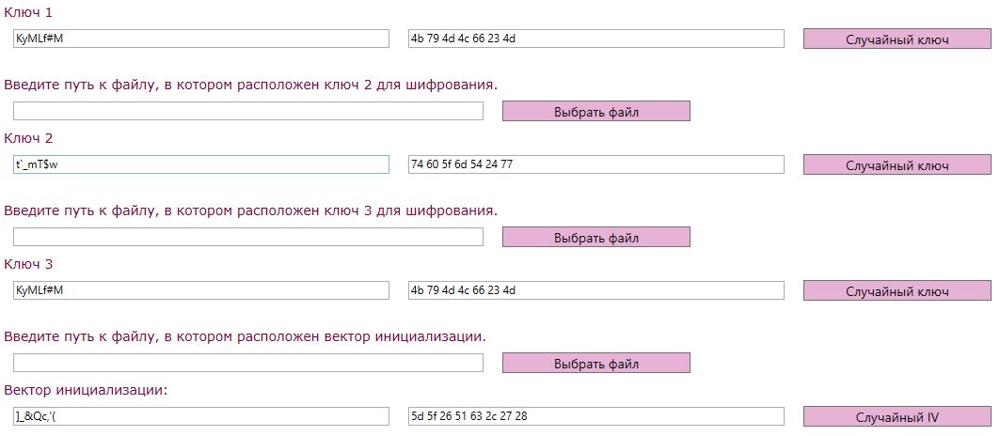 Ключ 1
KyMLf#M 4b 79 4d 4c 66 23 4d Случайный ключ
Введите путь к файлу, в котором расположен ключ 2 для шифрования.
Выбрать файл
Ключ 2
t`_mT$w 74 60 5f 6d 54 24 77 Случайный ключ
Введите путь к файлу, в котором расположен ключ 3 для шифрования.
Выбрать файл
Ключ 3
KyMLf#M 4b 79 4d 4c 66 23 4d Случайный ключ
Введите путь к файлу, в котором расположен вектор инициализации.
Выбрать файл
Вектор инициализации:
]_&Qc,'( 5d 5f 26 51 63 2c 27 28 Случайный IV